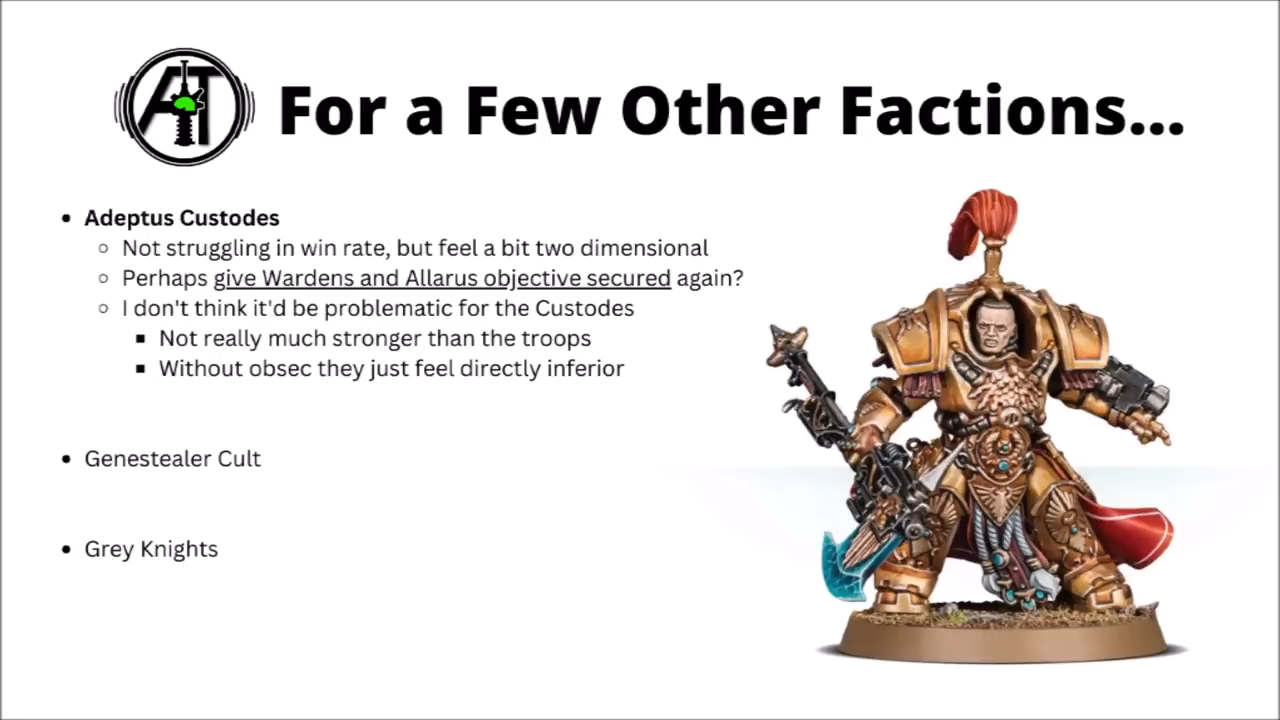 AT
For a Few Other Factions...
Adeptus Custodes
Not struggling in win rate, but feel a bit two dimensional
Perhaps give Wardens and Allarus objective secured again?
I don't think it'd be problematic for the Custodes
Not really much stronger than the troops
Without obsec they just feel directly inferior
Genestealer Cult
Grey Knights